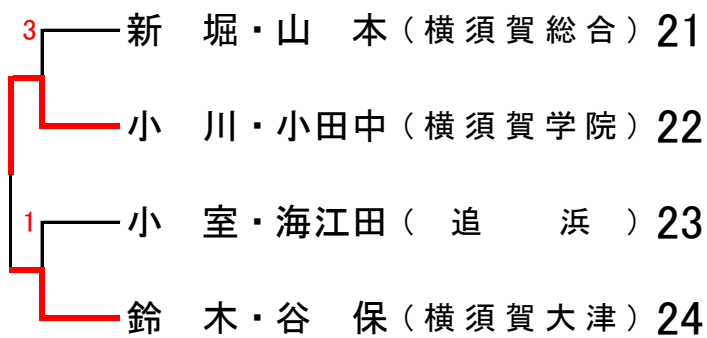 3 新 堀・山 本（横須賀総合）21
小 川・小田中（横須賀学院）22
1 小 室・海江田（追 浜）23
鈴 木・谷 保（横須賀大津）24